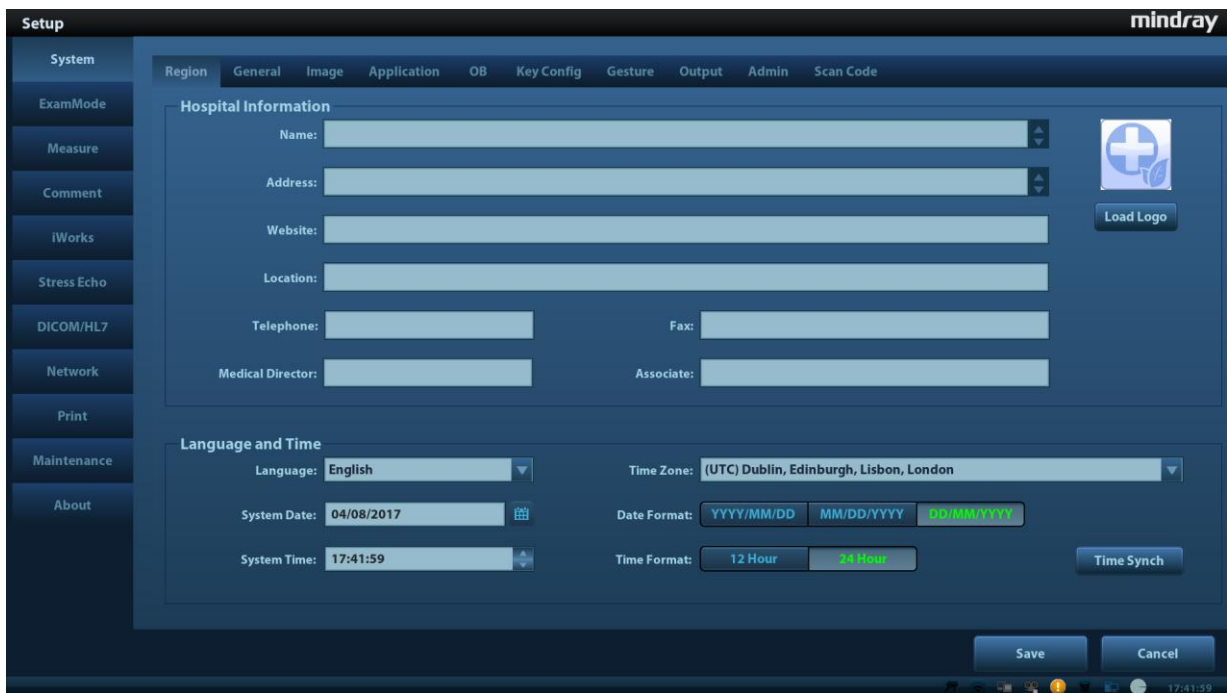 Setup
mindray
System
ExamMode
Measure
Comment
iWorks
Stress Echo
DICOM/HL7
Network
Print
Maintenance
About
Region General Image Application OB Key Config Gesture Output Admin Scan Code
Hospital Information
Name:
Address:
Website:
Location:
Telephone: Fax:
Medical Director: Associate:
Load Logo
Language and Time
Language: English Time Zone: (UTC) Dublin, Edinburgh, Lisbon, London
System Date: 04/08/2017 Date Format: YYYY/MM/DD MM/DD/YYYY DD/MM/YYYY
System Time: 17:41:59 Time Format: 12 Hour 24 Hour Time Synch
Save Cancel
17:41:59